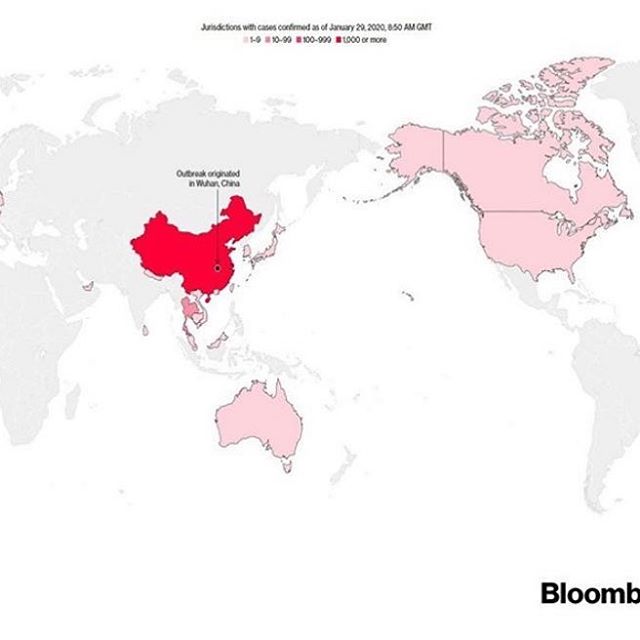 Jurisdictions with cases confirmed as of January 29, 2020, 8:50 AM GMT
1-9 10-99 100-999 1,000 or more
Outbreak originated
in Wuhan, China
Bloomb